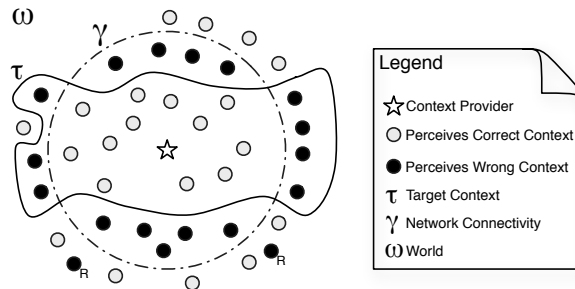 ω
γ
τ
R
R
Legend
Context Provider
Perceives Correct Context
Perceives Wrong Context
τ Target Context
γ Network Connectivity
ω World